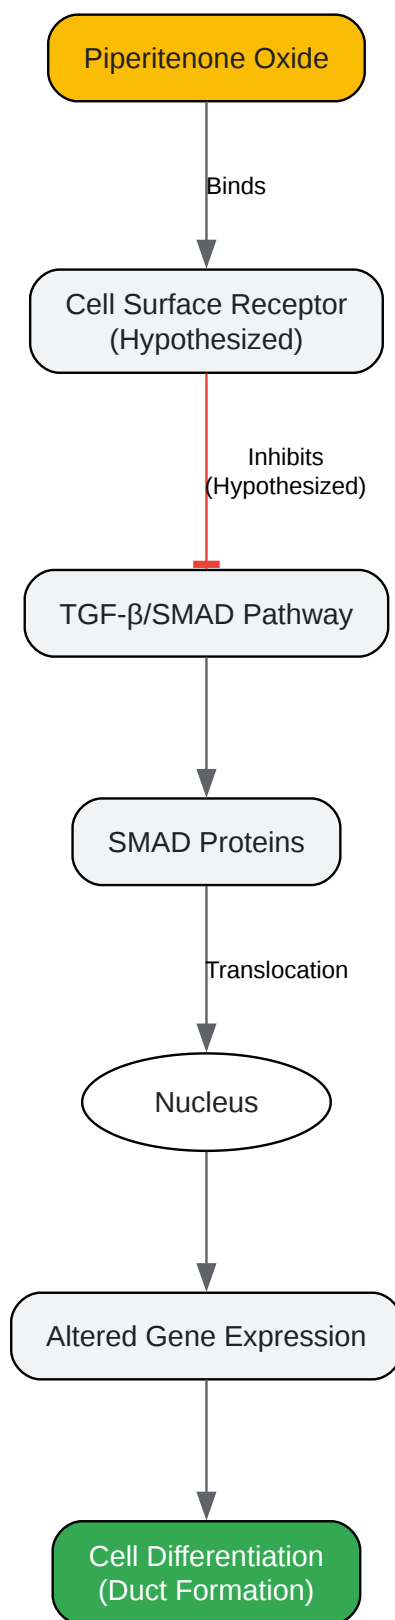 Piperitenone Oxide
Binds
Cell Surface Receptor
(Hypothesized)
Inhibits
(Hypothesized)
TGF-β/SMAD Pathway
SMAD Proteins
Translocation
Nucleus
Altered Gene Expression
Cell Differentiation
(Duct Formation)